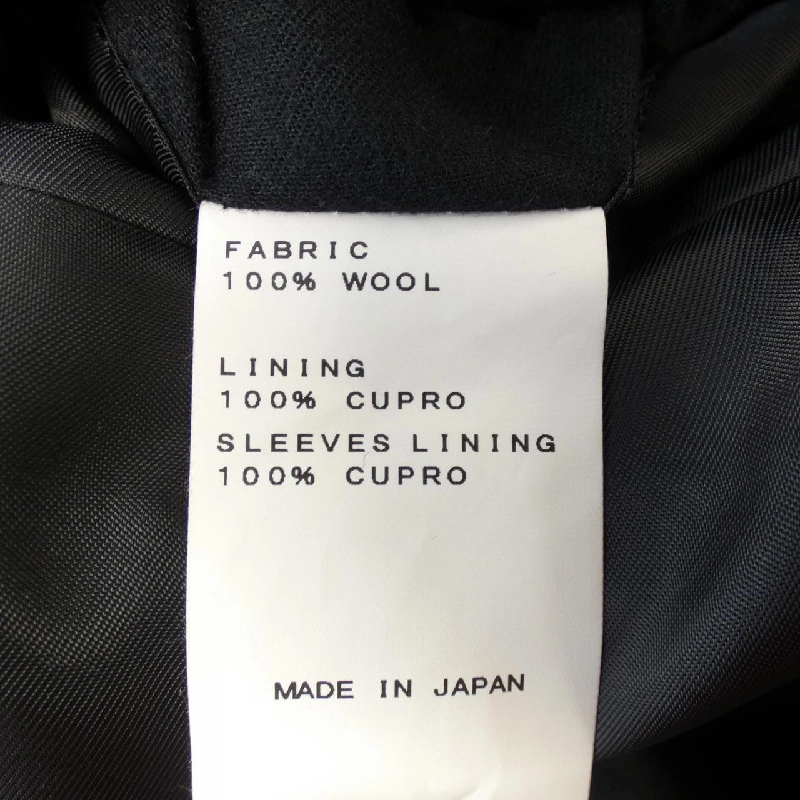 FABRIC
100% WOOL
LINING
100% CUPRO
SLEEVES LINING
100% CUPRO
MADE IN JAPAN